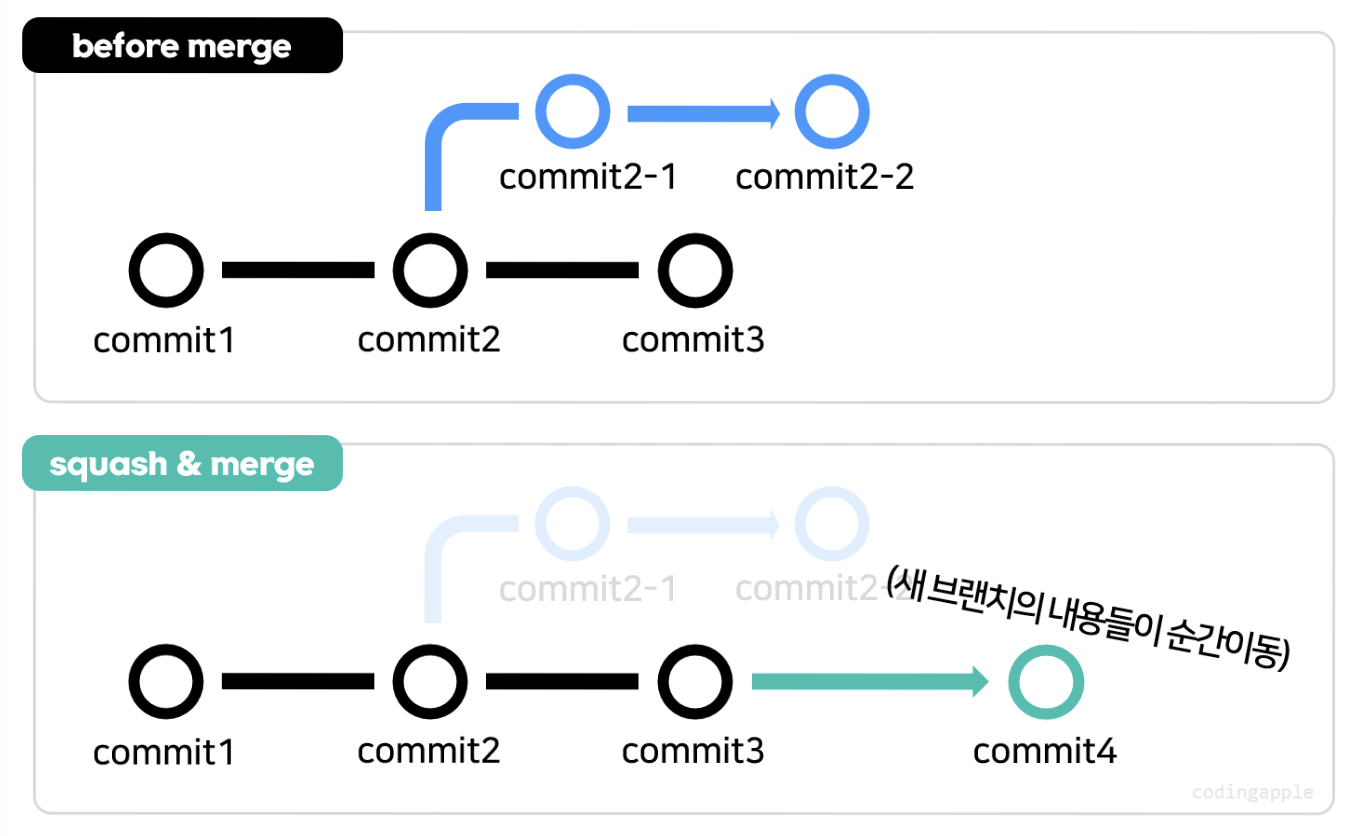 before merge
commit2-1
commit2-2
commit1
commit2
commit3
squash & merge
commit2-1
commit2-2
(새 브랜치의 내용들이 순간이동)
commit1
commit2
commit3
commit4
codingapple